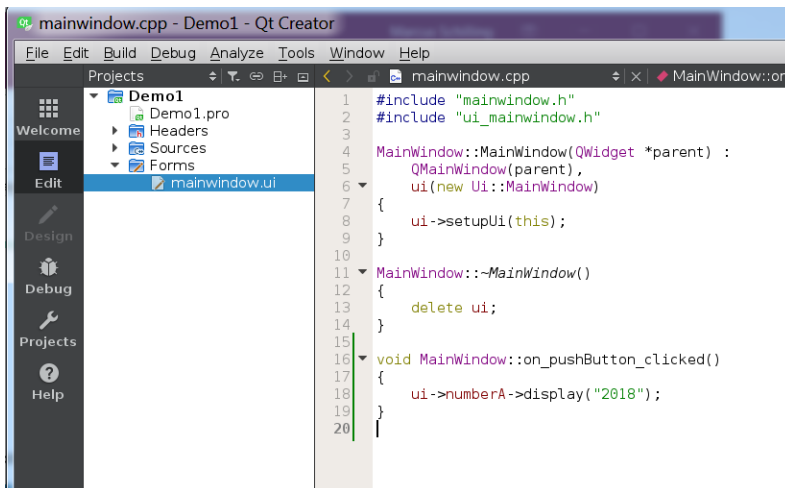 mainwindow.cpp - Demo1 - Qt Creator
File Edit Build Debug Analyze Tools Window Help
Projects
mainwindow.cpp
MainWindow::on
Welcome
Edit
Design
Debug
Projects
Help
Demo1
Demo1.pro
Headers
Sources
Forms
mainwindow.ui
1 #include "mainwindow.h"
2 #include "ui_mainwindow.h"
3
4 MainWindow::MainWindow(QWidget *parent) :
5 QMainWindow(parent),
6 ui(new Ui::MainWindow)
7 {
8 ui->setupUi(this);
9 }
10
11 MainWindow::~MainWindow()
12 {
13 delete ui;
14 }
15
16 void MainWindow::on_pushButton_clicked()
17 {
18 ui->numberA->display("2018");
19 }
20